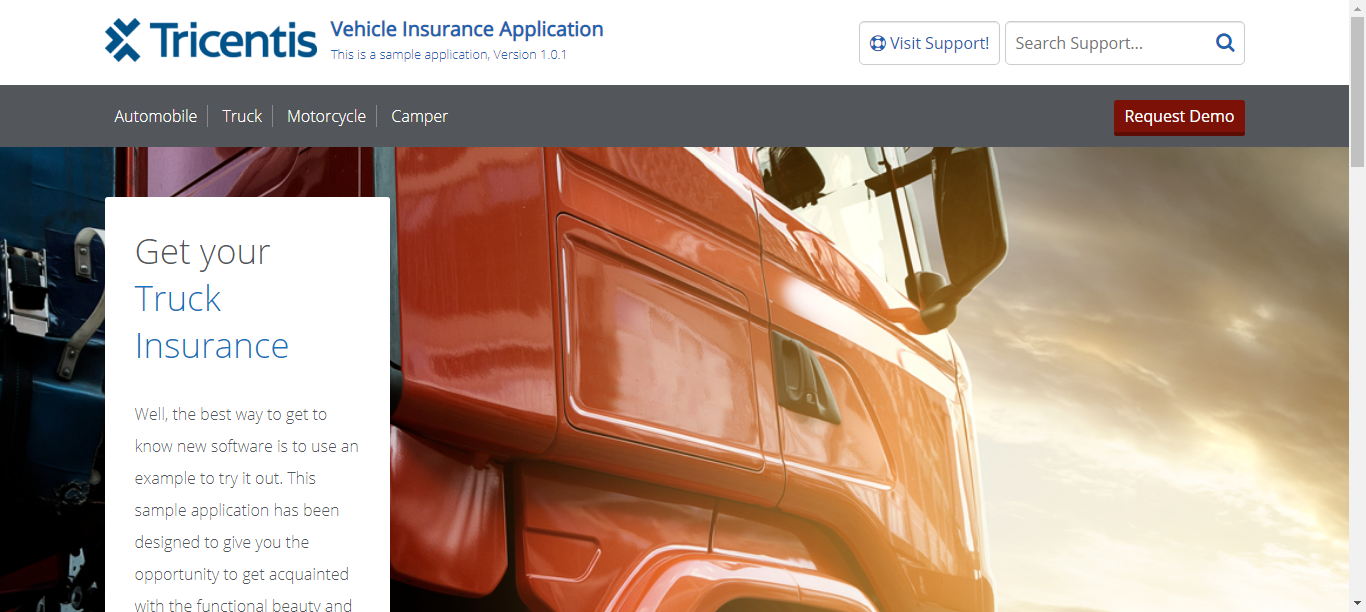 Tricentis
Vehicle Insurance Application
This is a sample application, Version 1.0.1
Visit Support!
Search Support...
Automobile
Truck
Motorcycle
Camper
Request Demo
Get your
Truck
Insurance
Well, the best way to get to
know new software is to use an
example to try it out. This
sample application has been
designed to give you the
opportunity to get acquainted
with the functional beauty and